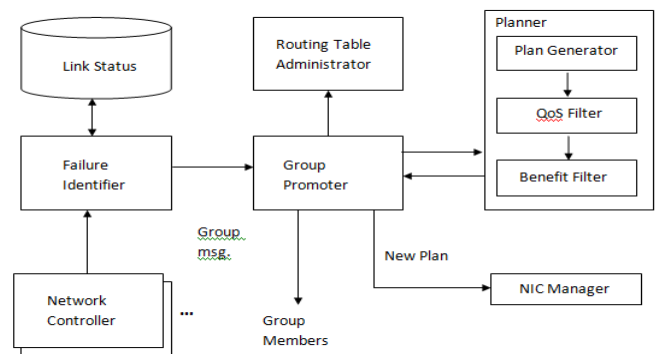 Link Status
Routing Table
Administrator
Planner
Plan Generator
QoS Filter
Benefit Filter
Failure
Identifier
Group
Promoter
Group
msg.
New Plan
NIC Manager
Network
Controller
...
Group
Members